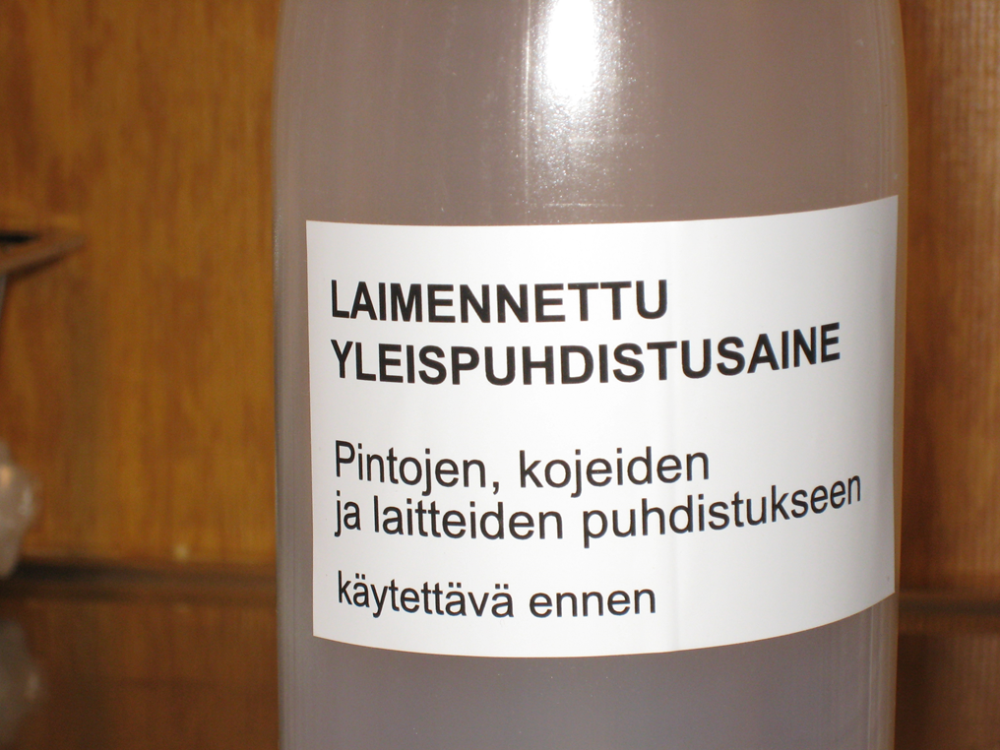 LAIMENNETTU
YLEISPUHDISTUSAINE
Pintojen, kojeiden
ja laitteiden puhdistukseen
käytettävä ennen